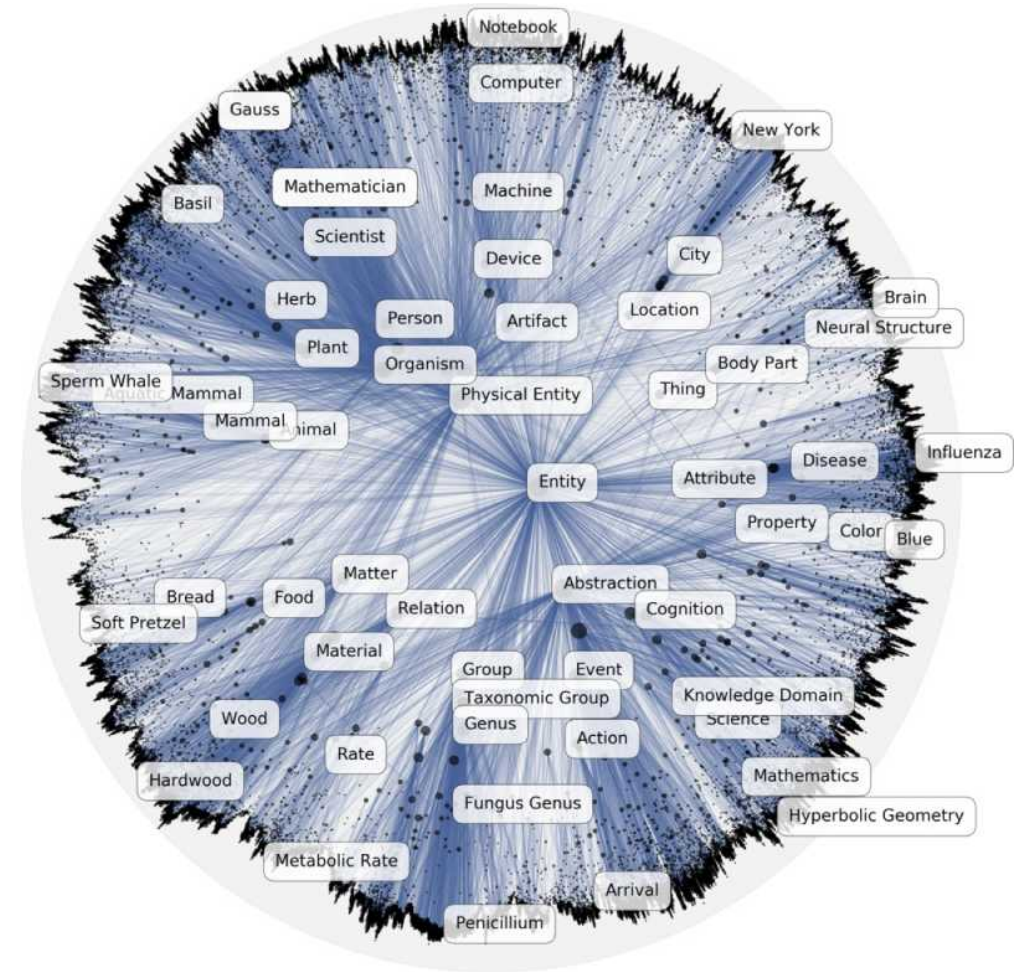 Notebook
Computer
Gauss
New York
Mathematician
Machine
Basil
Scientist
City
Device
Herb
Brain
Location
Person
Artifact
Neural Structure
Plant
Organism
Body Part
Sperm Whale
Aquatic Mammal
Physical Entity
Thing
Mammal
Animal
Influenza
Disease
Entity
Attribute
Property
Color
Blue
Matter
Abstraction
Bread
Food
Relation
Cognition
Soft Pretzel
Material
Group
Event
Taxonomic Group
Knowledge Domain
Wood
Genus
Science
Action
Rate
Hardwood
Mathematics
Fungus Genus
Hyperbolic Geometry
Metabolic Rate
Arrival
Penicillium